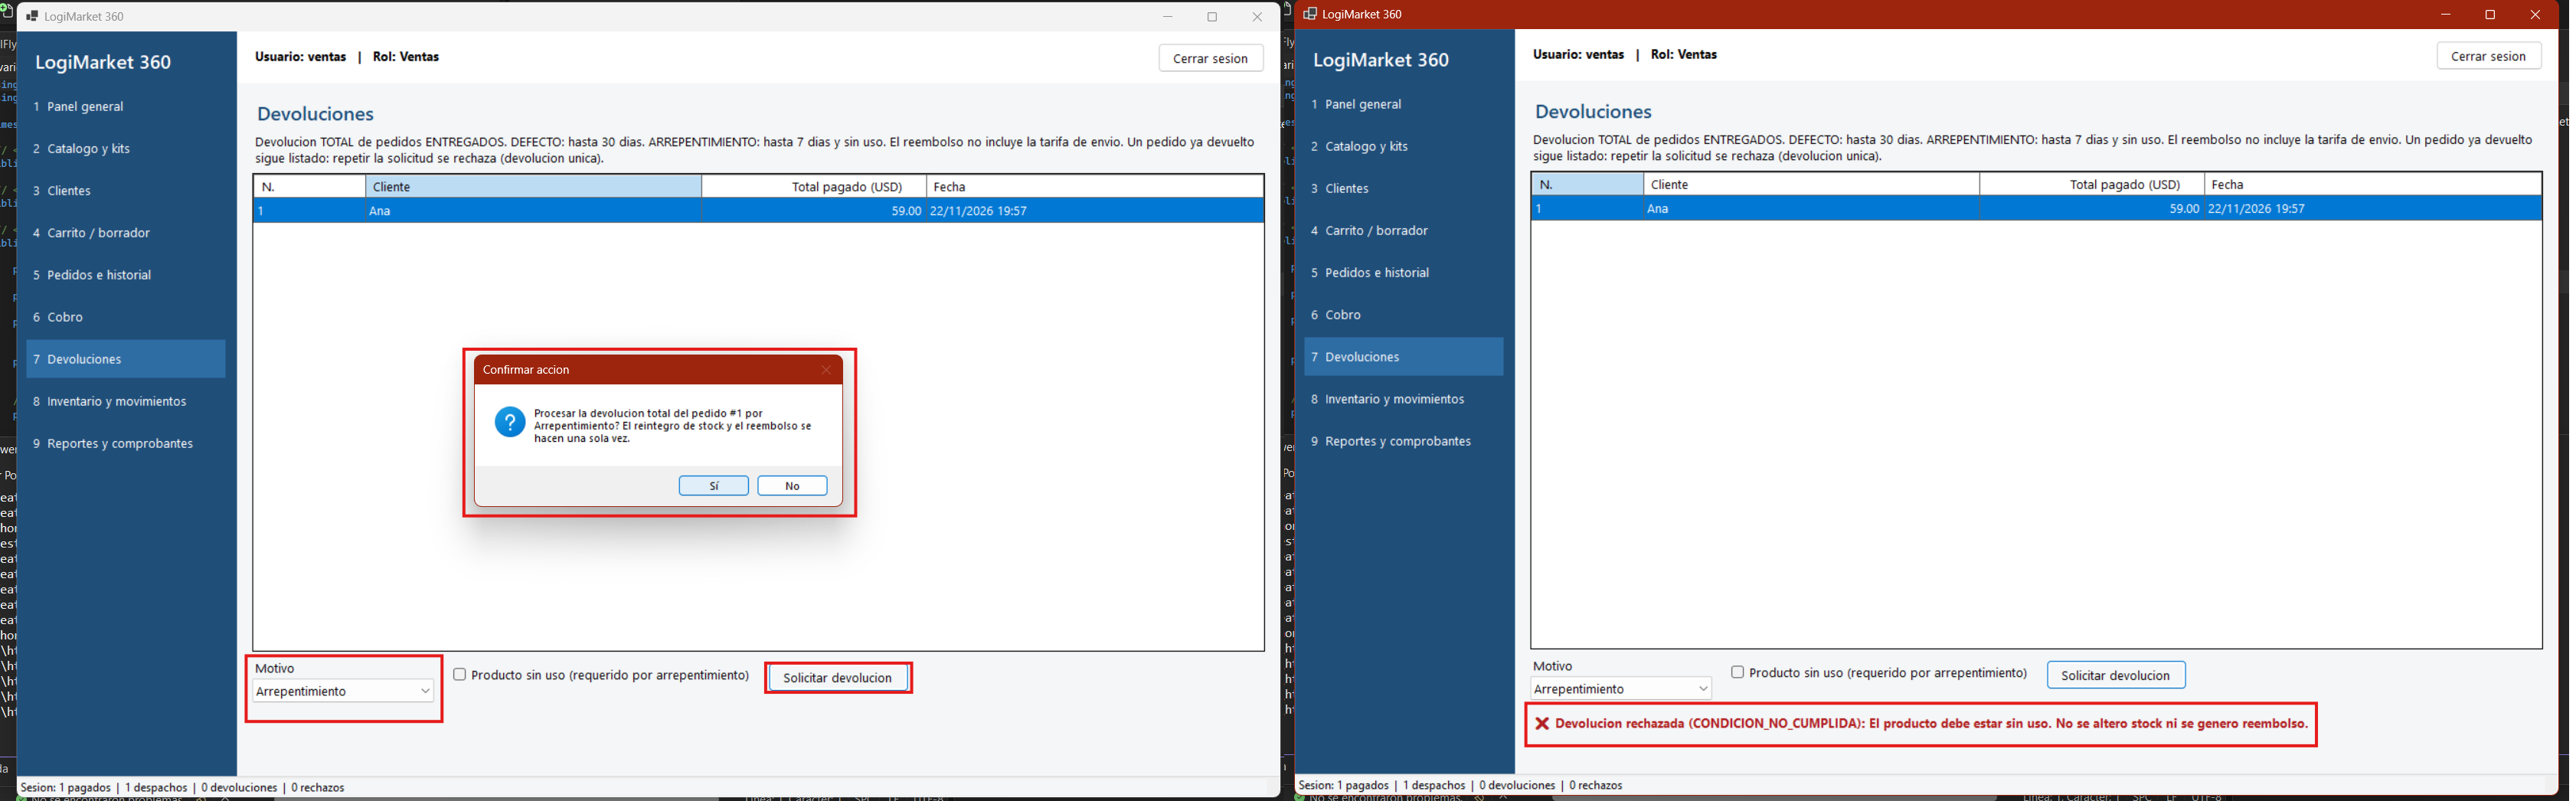 LogiMarket 360
Usuario: ventas | Rol: Ventas
Cerrar sesion
LogiMarket 360
1 Panel general
2 Catalogo y kits
3 Clientes
4 Carrito / borrador
5 Pedidos e historial
6 Cobro
7 Devoluciones
8 Inventario y movimientos
9 Reportes y comprobantes
Devoluciones
Devolucion TOTAL de pedidos ENTREGADOS. DEFECTO: hasta 30 dias. ARREPENTIMIENTO: hasta 7 dias y sin uso. El reembolso no incluye la tarifa de envio. Un pedido ya devuelto
sigue listado: repetir la solicitud se rechaza (devolucion unica).
N. Cliente Total pagado (USD) Fecha
1 Ana 59.00 22/11/2026 19:57
Confirmar accion
Procesar la devolucion total del pedido #1 por
Arrepentimiento? El reintegro de stock y el reembolso se
hacen una sola vez.
Sí No
Motivo
Arrepentimiento
Producto sin uso (requerido por arrepentimiento)
Solicitar devolucion
Sesion: 1 pagados | 1 despachos | 0 devoluciones | 0 rechazos
LogiMarket 360
Usuario: ventas | Rol: Ventas
Cerrar sesion
LogiMarket 360
1 Panel general
2 Catalogo y kits
3 Clientes
4 Carrito / borrador
5 Pedidos e historial
6 Cobro
7 Devoluciones
8 Inventario y movimientos
9 Reportes y comprobantes
Devoluciones
Devolucion TOTAL de pedidos ENTREGADOS. DEFECTO: hasta 30 dias. ARREPENTIMIENTO: hasta 7 dias y sin uso. El reembolso no incluye la tarifa de envio. Un pedido ya devuelto
sigue listado: repetir la solicitud se rechaza (devolucion unica).
N. Cliente Total pagado (USD) Fecha
1 Ana 59.00 22/11/2026 19:57
Motivo
Arrepentimiento
Producto sin uso (requerido por arrepentimiento)
Solicitar devolucion
Devolucion rechazada (CONDICION_NO_CUMPLIDA): El producto debe estar sin uso. No se altero stock ni se genero reembolso.
Sesion: 1 pagados | 1 despachos | 0 devoluciones | 0 rechazos